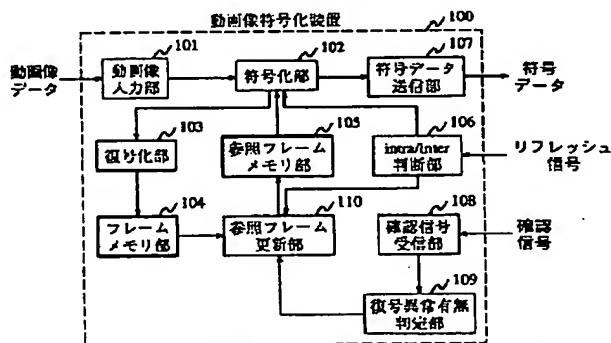 動画像符号化装置
100
101
102
107
動画像
データ
動画像
入力部
符号化部
符号データ
送信部
符号
データ
103
105
106
復号化部
参照フレーム
メモリ部
intra/inter
判断部
リフレッシュ
信号
104
110
108
フレーム
メモリ部
参照フレーム
更新部
確認信号
受信部
確認
信号
109
復号異常有無
判定部